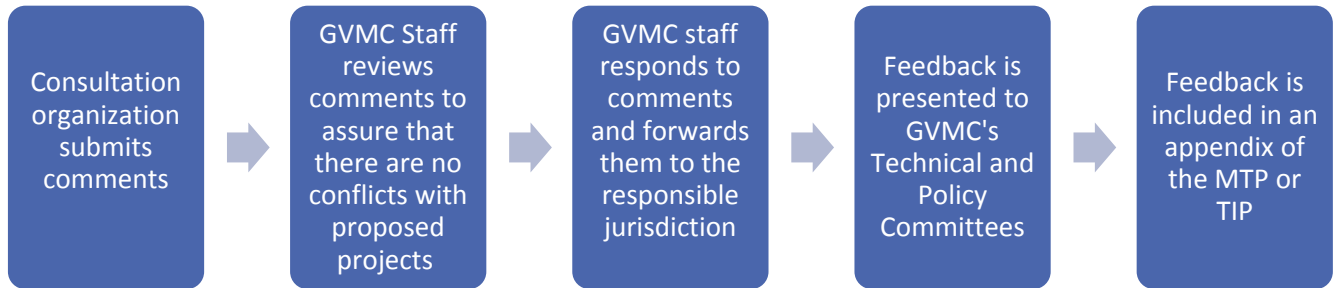 Consultation
organization
submits
comments
GVMC Staff
reviews
comments to
assure that
there are no
conflicts with
proposed
projects
GVMC staff
responds to
comments
and forwards
them to the
responsible
jurisdiction
Feedback is
presented to
GVMC's
Technical and
Policy
Committees
Feedback is
included in an
appendix of
the MTP or
TIP